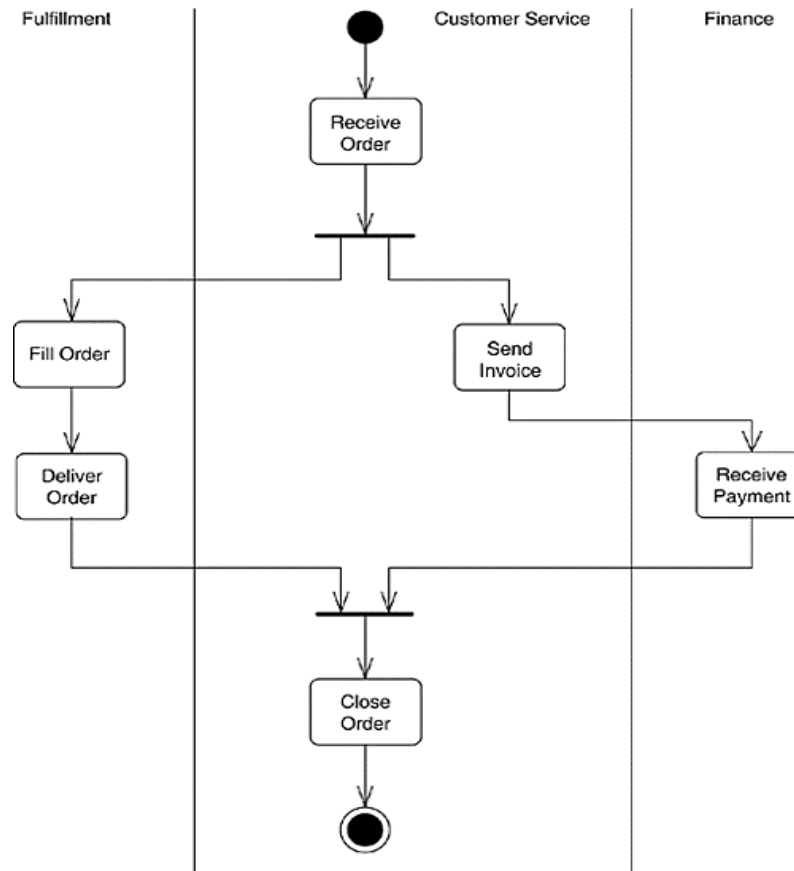 Fulfillment
Customer Service
Finance
Receive
Order
Fill Order
Send
Invoice
Deliver
Order
Receive
Payment
Close
Order